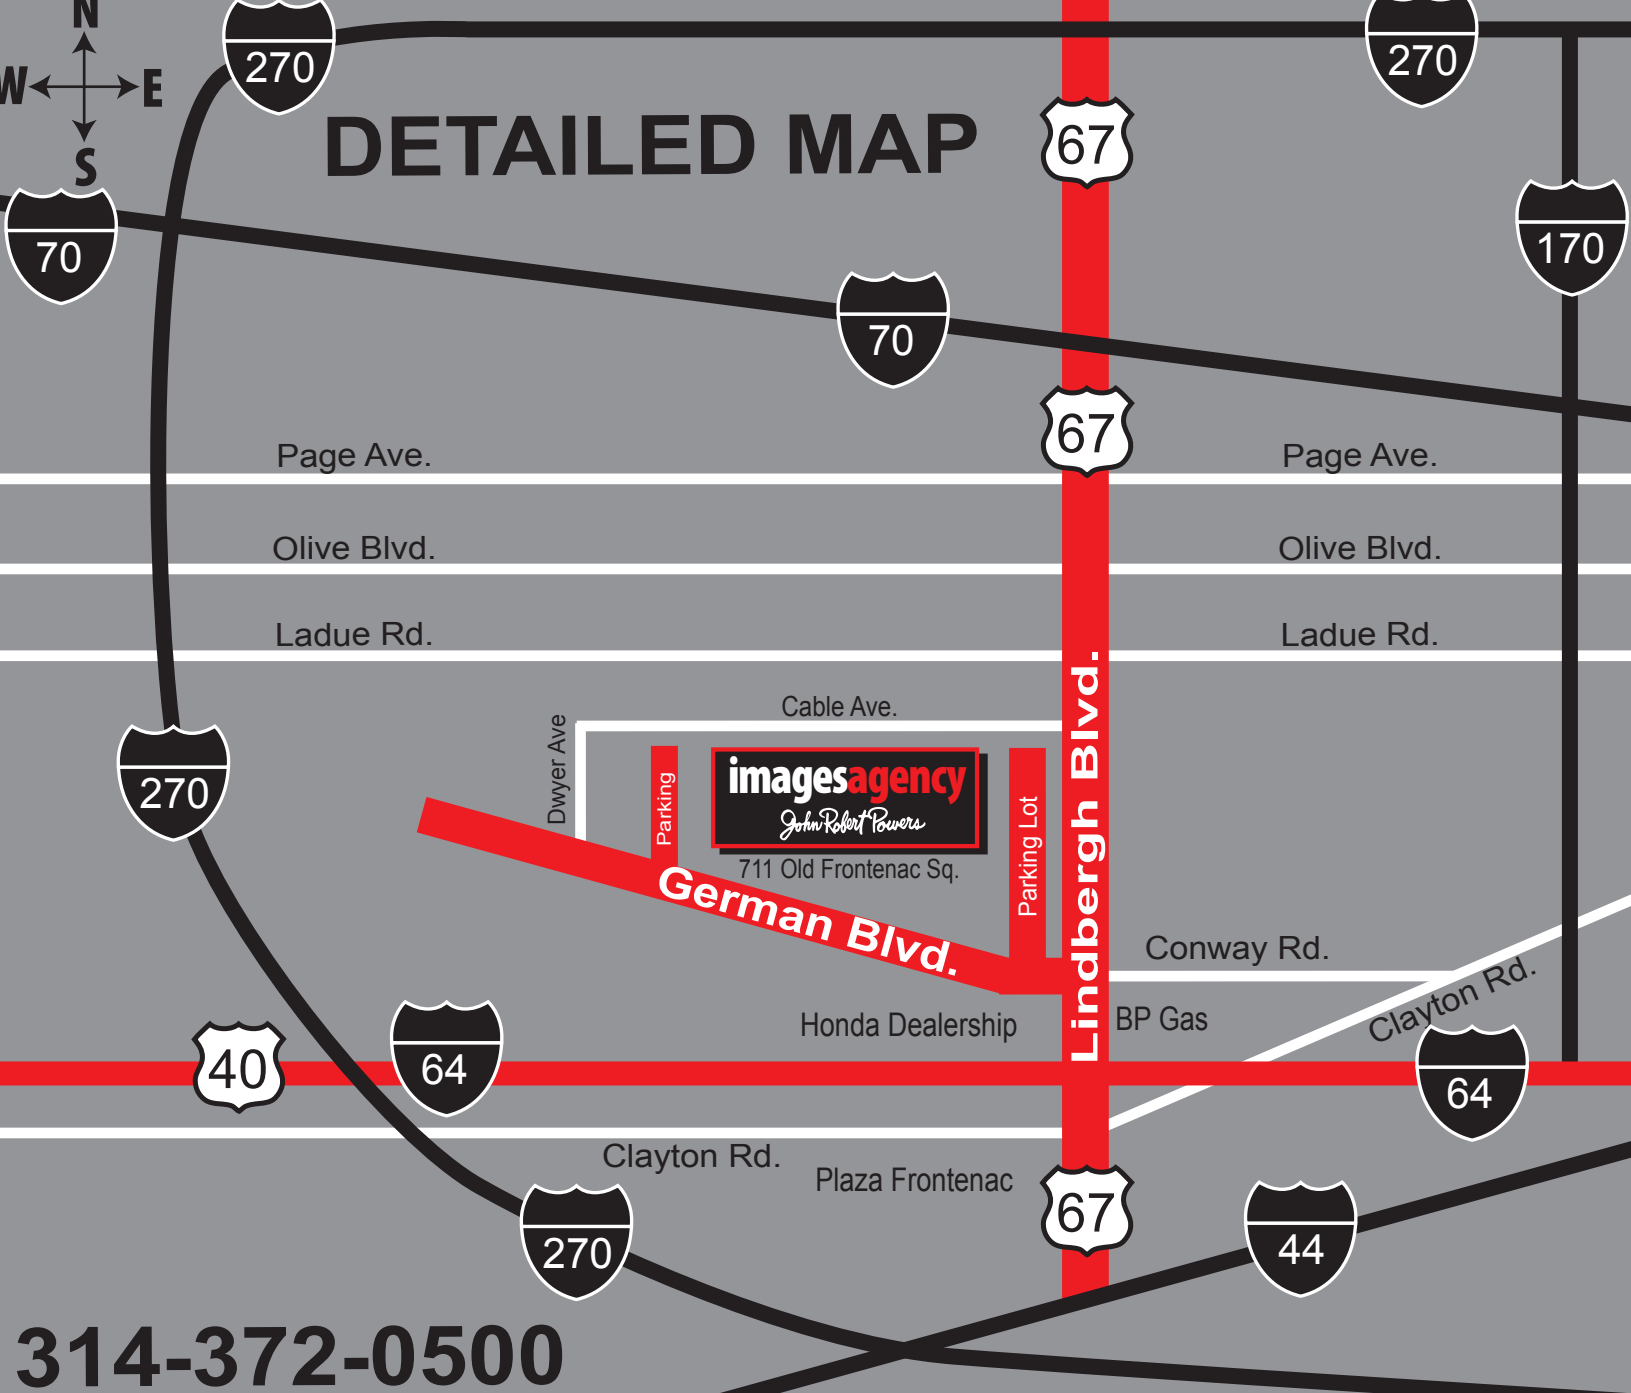 N
W E
S
270
270
DETAILED MAP
67
70
170
70
67
Page Ave.
Page Ave.
Olive Blvd.
Olive Blvd.
Ladue Rd.
Ladue Rd.
Cable Ave.
Dwyer Ave
Parking
imagesagency
John Robert Powers
711 Old Frontenac Sq.
Parking Lot
Lindbergh Blvd.
270
German Blvd.
Conway Rd.
Clayton Rd.
Honda Dealership
BP Gas
40
64
64
Clayton Rd.
Plaza Frontenac
67
270
44
314-372-0500